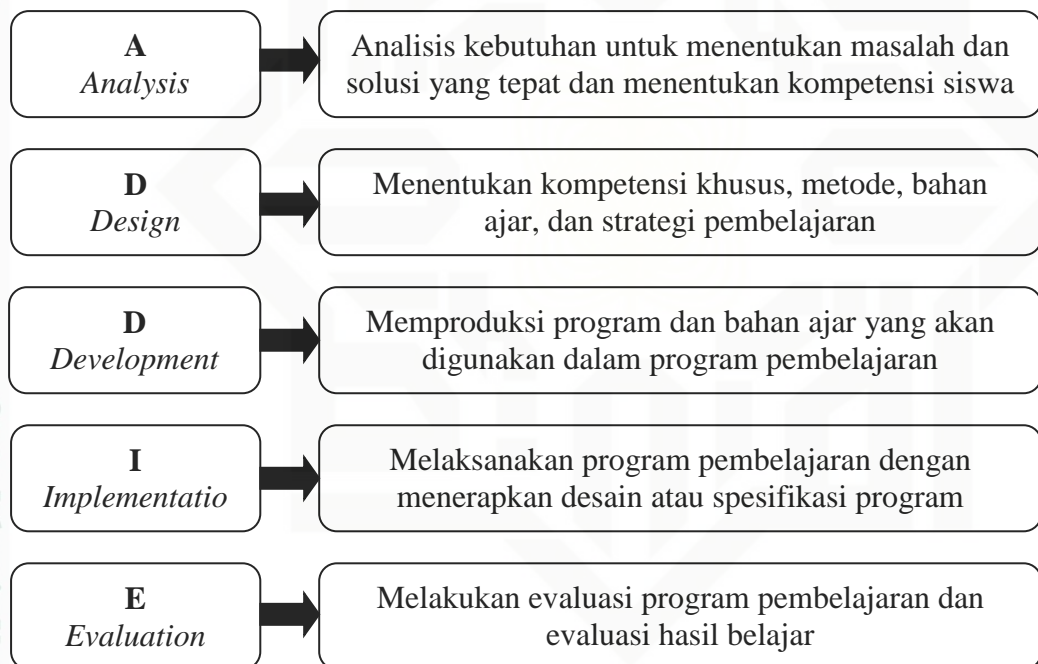 A
Analysis
Analisis kebutuhan untuk menentukan masalah dan
solusi yang tepat dan menentukan kompetensi siswa
D
Design
Menentukan kompetensi khusus, metode, bahan
ajar, dan strategi pembelajaran
D
Development
Memproduksi program dan bahan ajar yang akan
digunakan dalam program pembelajaran
I
Implementatio
Melaksanakan program pembelajaran dengan
menerapkan desain atau spesifikasi program
E
Evaluation
Melakukan evaluasi program pembelajaran dan
evaluasi hasil belajar